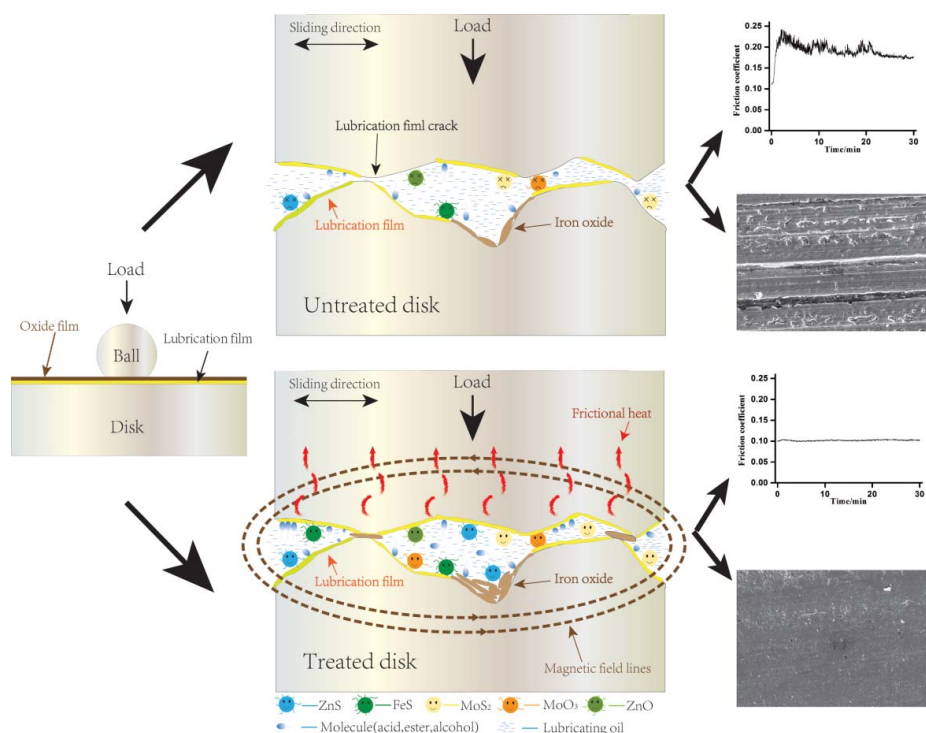 Load
Oxide film
Lubrication film
Ball
Disk
Sliding direction
Load
Lubrication fiml crack
Lubrication film
Iron oxide
Untreated disk
Friction coefficient
0.25
0.20
0.15
0.10
0.05
0.00
0 10 20 30
Time/min
Sliding direction
Load
Frictional heat
Lubrication film
Iron oxide
Treated disk
Magnetic field lines
ZnS FeS MoS₂ MoO₃ ZnO
Molecule(acid,ester,alcohol) Lubricating oil
Friction coefficient
0.25
0.20
0.15
0.10
0.05
0.00
0 10 20 30
Time/min